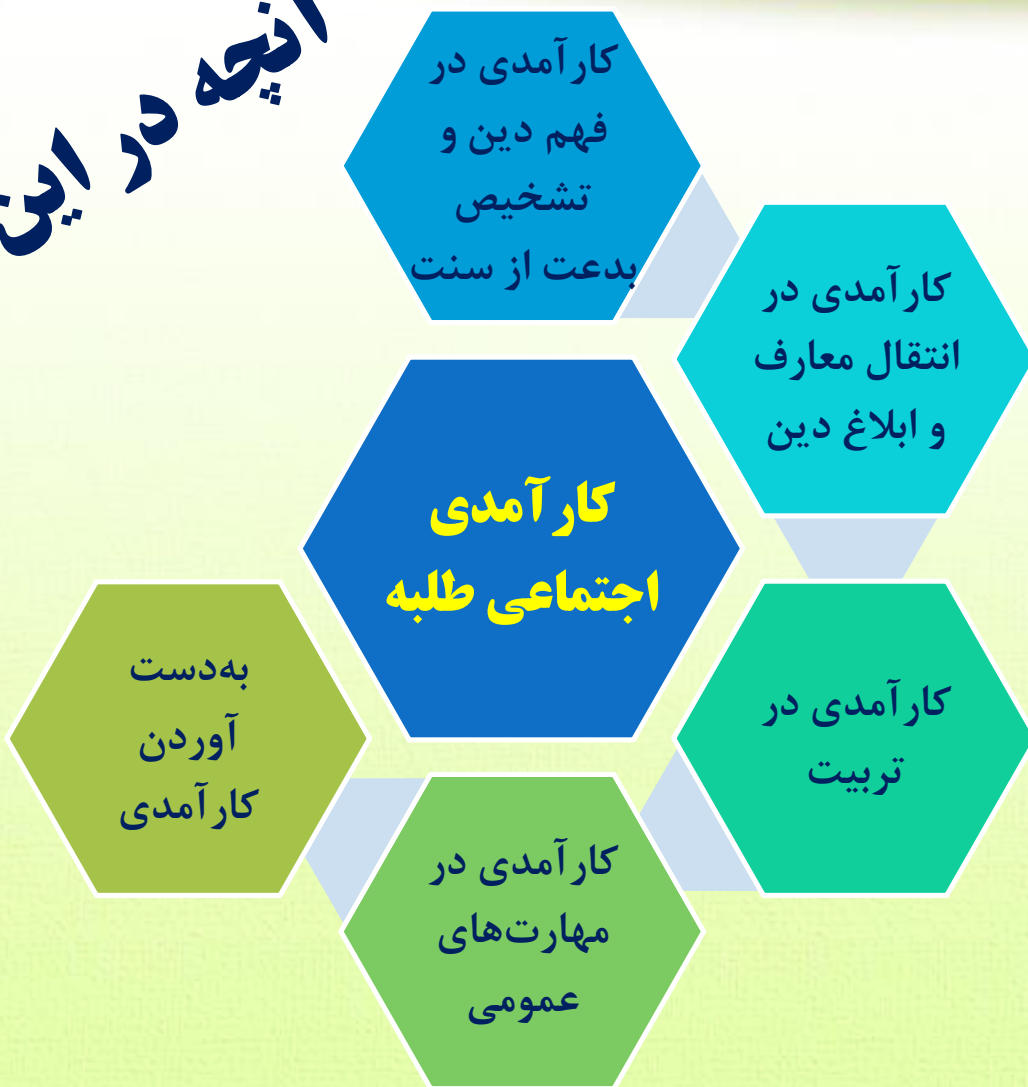 آنچه در این
کارآمدی در
فهم دین و
تشخیص
بدعت از سنت
کارآمدی در
انتقال معارف
و ابلاغ دین
کارآمدی
اجتماعی طلبه
کارآمدی در
تربیت
کارآمدی در
مهارت‌های
عمومی
به‌دست
آوردن
کارآمدی